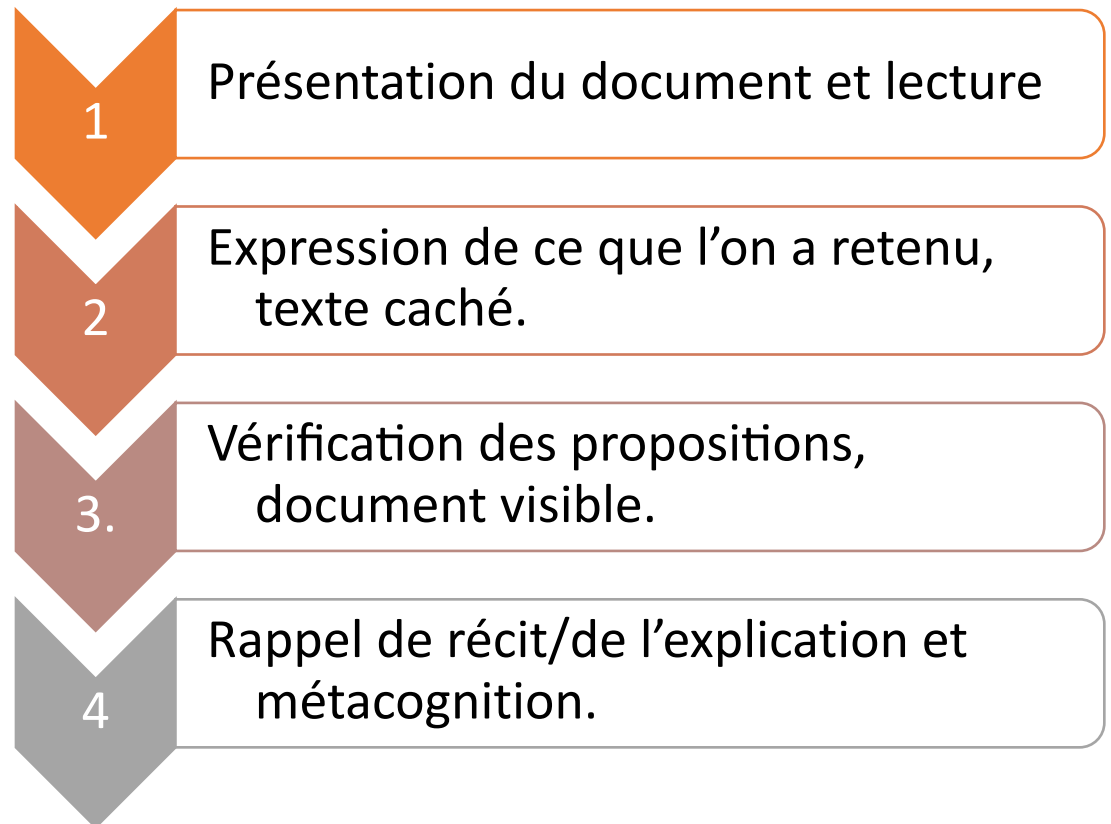 1
Présentation du document et lecture
2
Expression de ce que l’on a retenu,
texte caché.
3.
Vérification des propositions,
document visible.
4
Rappel de récit/de l’explication et
métacognition.